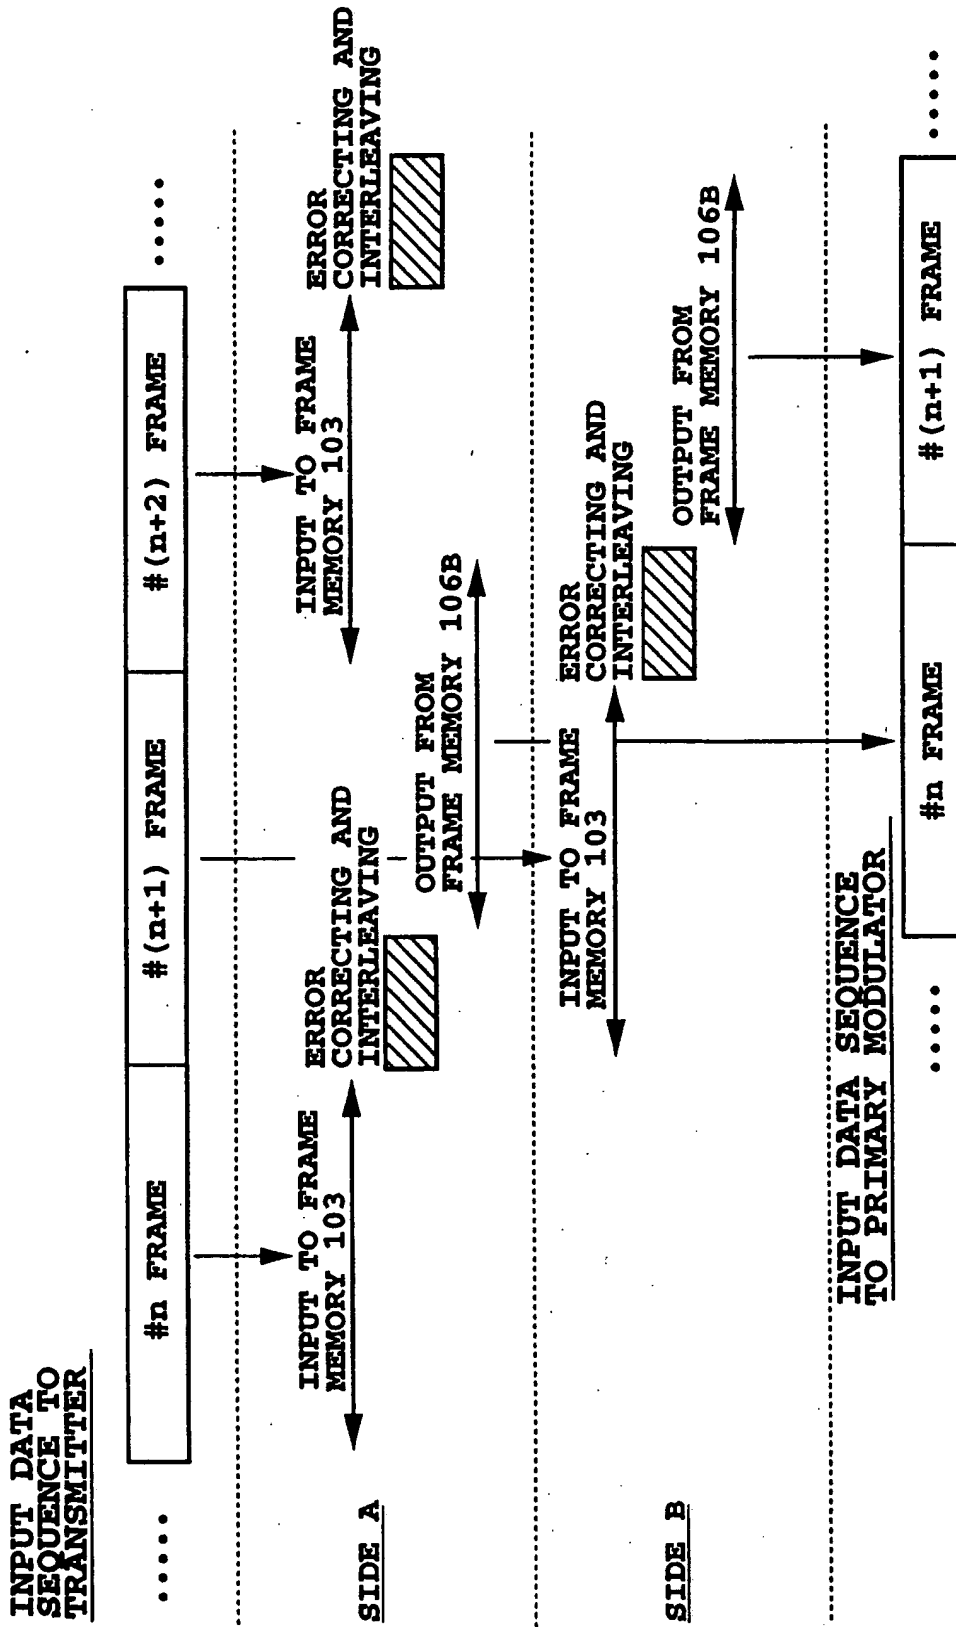 INPUT DATA
SEQUENCE TO
TRANSMITTER
.....
#n FRAME
#(n+1) FRAME
#(n+2) FRAME
.....
SIDE A
INPUT TO FRAME
MEMORY 103
ERROR
CORRECTING AND
INTERLEAVING
OUTPUT FROM
FRAME MEMORY 106B
INPUT TO FRAME
MEMORY 103
ERROR
CORRECTING AND
INTERLEAVING
SIDE B
INPUT TO FRAME
MEMORY 103
ERROR
CORRECTING AND
INTERLEAVING
OUTPUT FROM
FRAME MEMORY 106B
INPUT DATA SEQUENCE
TO PRIMARY MODULATOR
.....
#n FRAME
#(n+1) FRAME
.....